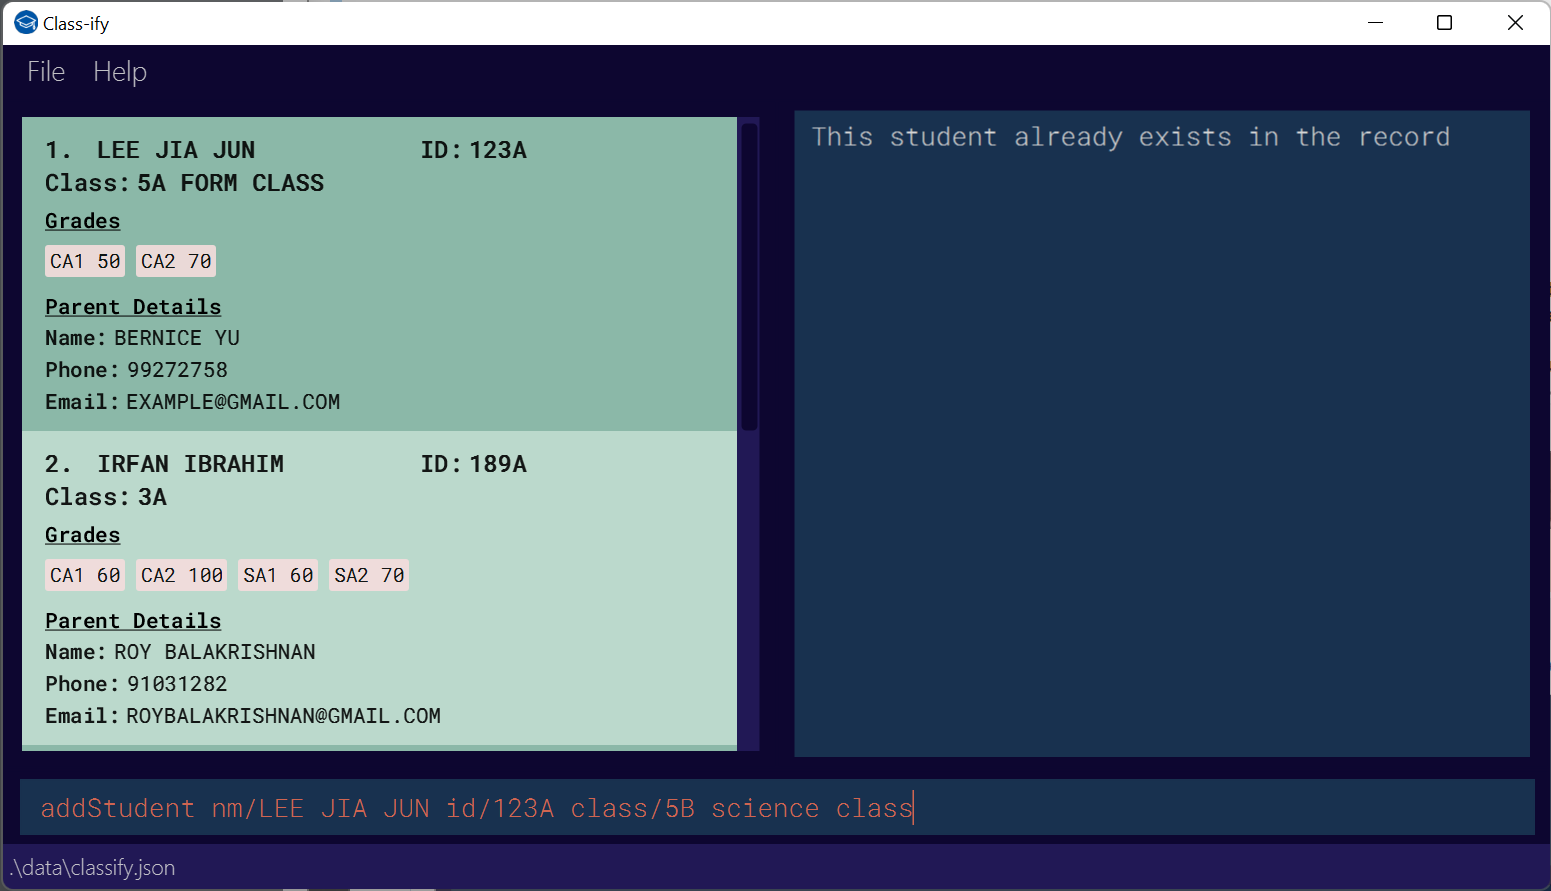 Class-ify
File Help
1. LEE JIA JUN ID: 123A
Class: 5A FORM CLASS
Grades
CA1 50 CA2 70
Parent Details
Name: BERNICE YU
Phone: 99272758
Email: EXAMPLE@GMAIL.COM
2. IRFAN IBRAHIM ID: 189A
Class: 3A
Grades
CA1 60 CA2 100 SA1 60 SA2 70
Parent Details
Name: ROY BALAKRISHNAN
Phone: 91031282
Email: ROYBALAKRISHNAN@GMAIL.COM
This student already exists in the record
addStudent nm/LEE JIA JUN id/123A class/5B science class
.\data\classify.json